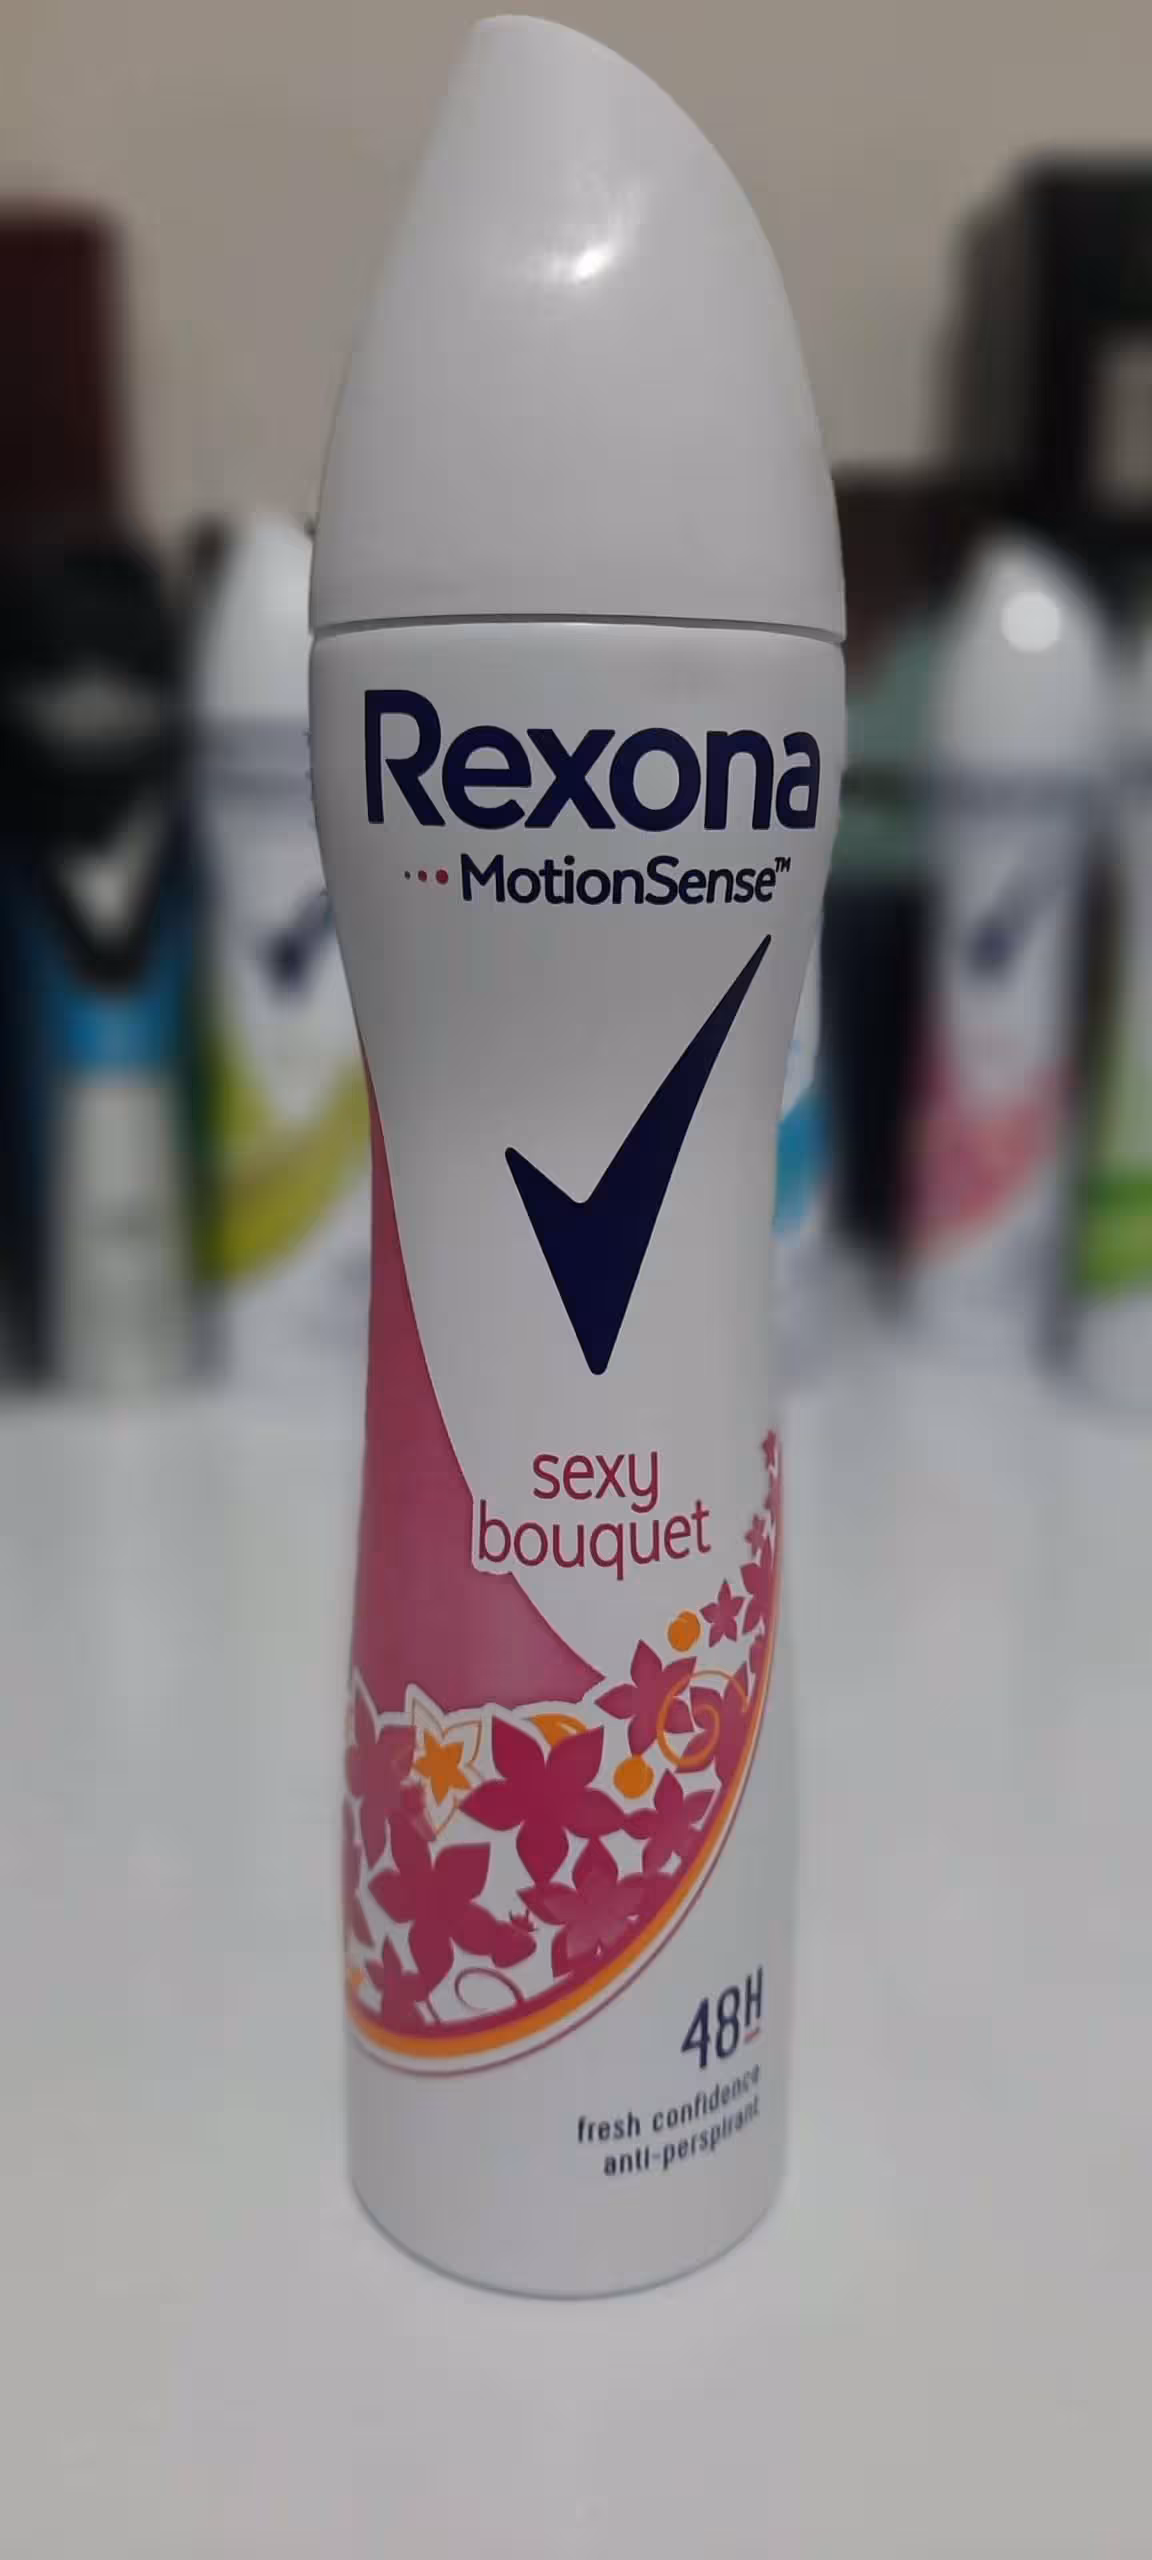 Rexona
MotionSense™
sexy
bouquet
48H
fresh confidence
anti-perspirant